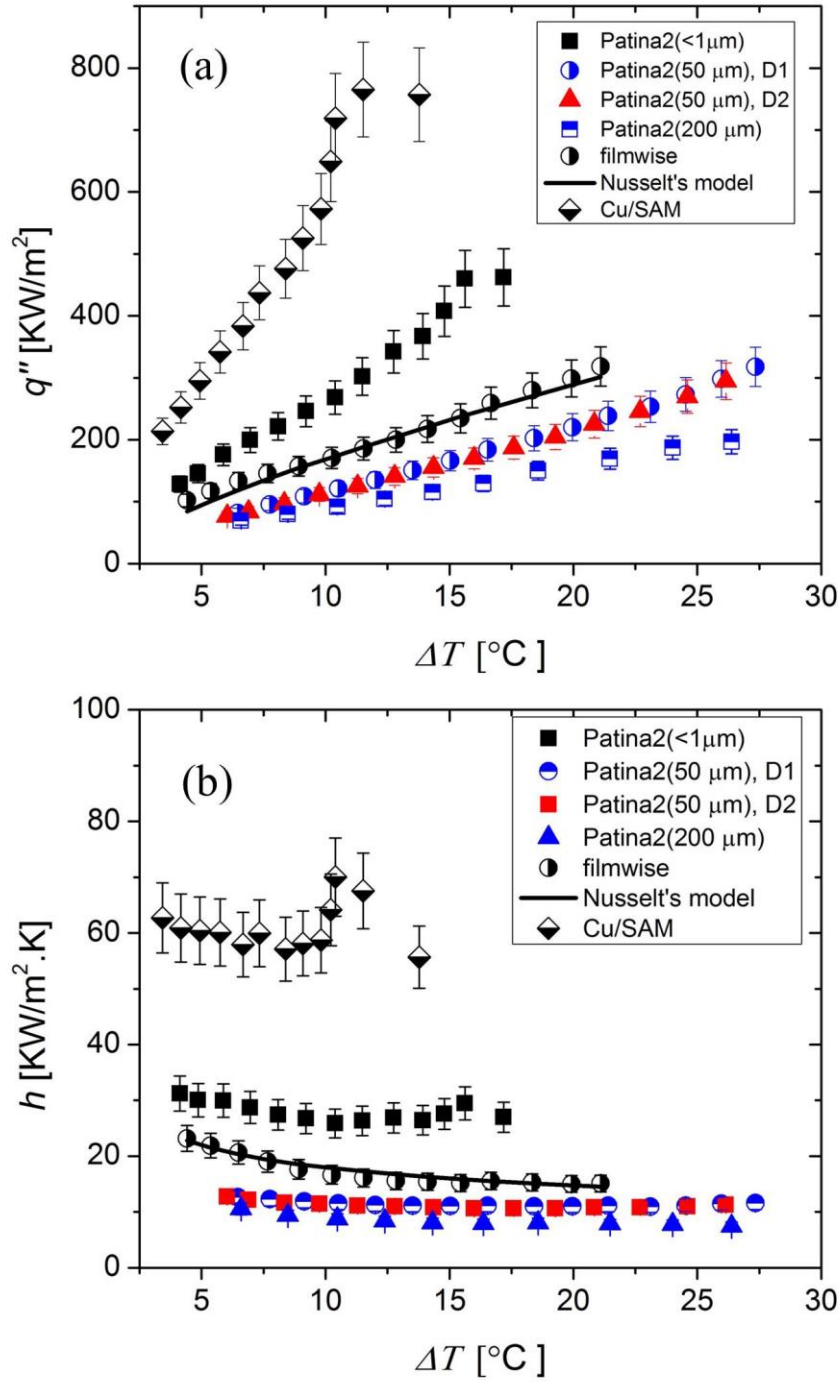 (a)
800
600
400
200
0
q″ [KW/m²]
Patina2(<1μm)
Patina2(50 μm), D1
Patina2(50 μm), D2
Patina2(200 μm)
filmwise
Nusselt's model
Cu/SAM
5 10 15 20 25 30
ΔT [°C ]
(b)
100
80
60
40
20
0
h [KW/m².K]
Patina2(<1μm)
Patina2(50 μm), D1
Patina2(50 μm), D2
Patina2(200 μm)
filmwise
Nusselt's model
Cu/SAM
5 10 15 20 25 30
ΔT [°C ]